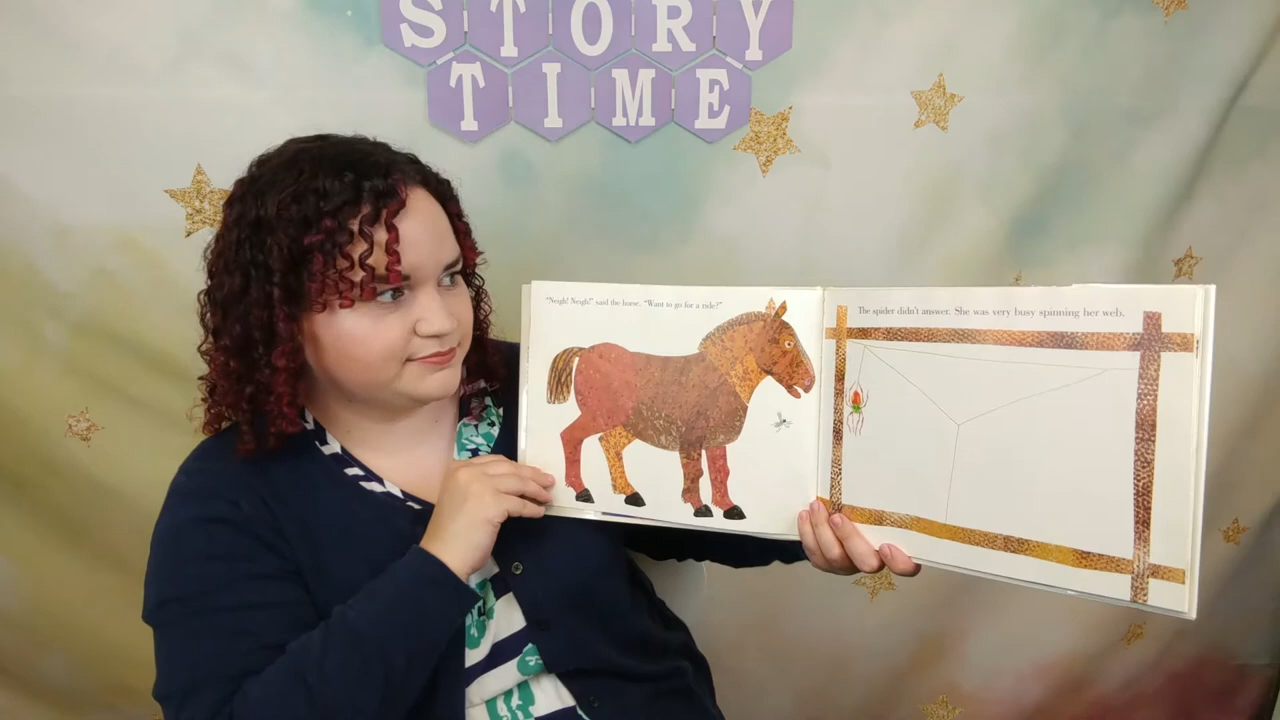 STORY
TIME
"Neigh! Neigh!" said the horse. "Want to go for a ride?"
The spider didn't answer. She was very busy spinning her web.